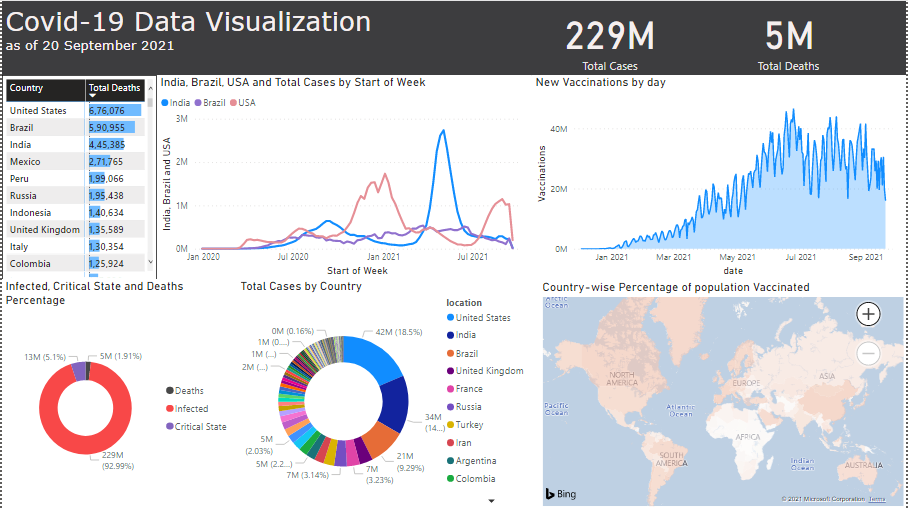 Covid-19 Data Visualization
as of 20 September 2021
229M
Total Cases
5M
Total Deaths
Country Total Deaths
United States 6,76,076
Brazil 5,90,955
India 4,45,385
Mexico 2,71,765
Peru 1,99,066
Russia 1,95,438
Indonesia 1,40,634
United Kingdom 1,35,589
Italy 1,30,354
Colombia 1,25,924
India, Brazil, USA and Total Cases by Start of Week
India Brazil USA
India, Brazil and USA
3M
2M
1M
0M
Jan 2020 Jul 2020 Jan 2021 Jul 2021
Start of Week
New Vaccinations by day
Vaccinations
40M
20M
0M
Jan 2021 Mar 2021 May 2021 Jul 2021 Sep 2021
date
Infected, Critical State and Deaths
Percentage
13M (5.1%)
5M (1.91%)
229M
(92.99%)
Deaths
Infected
Critical State
Total Cases by Country
0M (0.16%)
1M (0...)
1M (...)
2M (...)
5M
(2.03%)
5M (2.2...)
7M (3.14%)
7M
(3.23%)
21M
(9.29%)
34M
(14...)
42M (18.5%)
location
United States
India
Brazil
United Kingdom
France
Russia
Turkey
Iran
Argentina
Colombia
Country-wise Percentage of population Vaccinated
Arctic
Ocean
NORTH
AMERICA
EUROPE
ASIA
Pacific
Ocean
Atlantic
Ocean
AFRICA
SOUTH
AMERICA
Indian
Ocean
AUSTRALIA
Bing
© 2021 Microsoft Corporation Terms